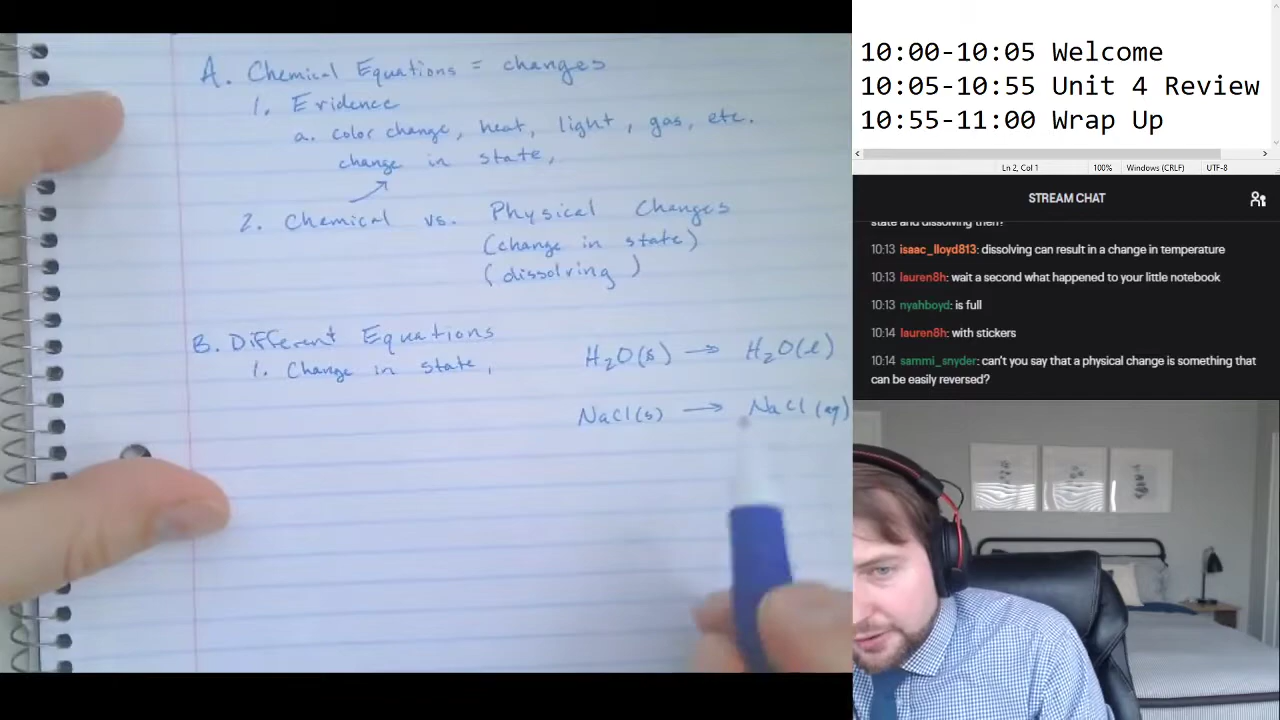 A. Chemical Equations = changes
1. Evidence
a. color change, heat, light, gas, etc.
change in state,
2. Chemical vs. Physical Changes
(change in state)
(dissolving)
B. Different Equations
1. Change in state,
H₂O(s) → H₂O(l)
NaCl(s) → NaCl(aq)
10:00-10:05 Welcome
10:05-10:55 Unit 4 Review
10:55-11:00 Wrap Up
Ln 2, Col 1 100% Windows (CRLF) UTF-8
STREAM CHAT
state and dissolving then?
10:13 isaac_lloyd813: dissolving can result in a change in temperature
10:13 lauren8h: wait a second what happened to your little notebook
10:13 nyahboyd: is full
10:14 lauren8h: with stickers
10:14 sammi_snyder: can't you say that a physical change is something that
can be easily reversed?